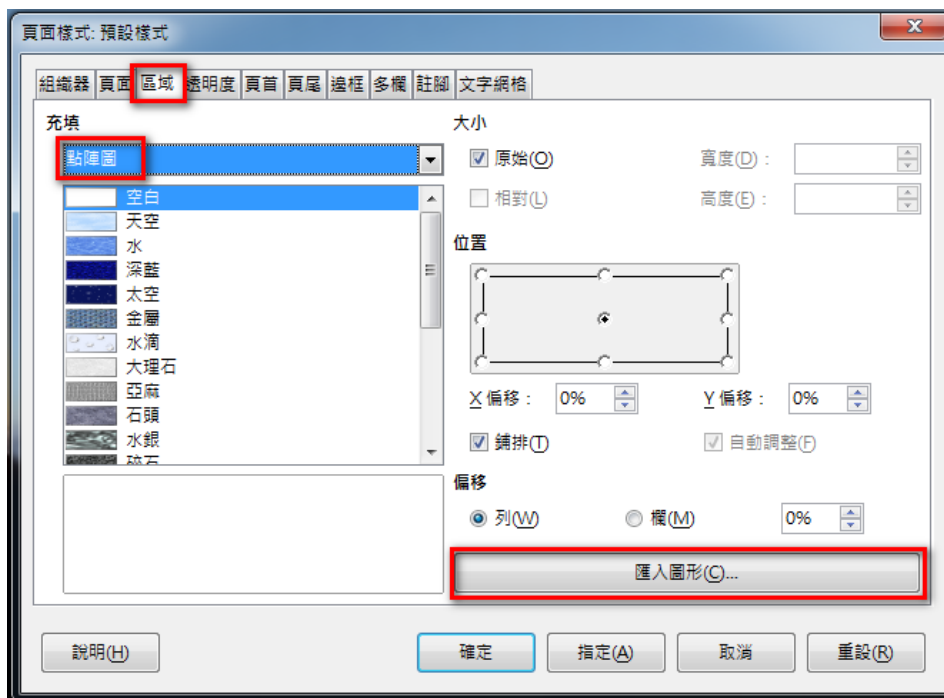 頁面樣式: 預設樣式
組織器 頁面 區域 透明度 頁首 頁尾 邊框 多欄 註腳 文字網格
充填
點陣圖
空白
天空
水
深藍
太空
金屬
水滴
大理石
亞麻
石頭
水銀
碎石
大小
原始(O) 寬度(D)：
相對(L) 高度(E)：
位置
X 偏移： 0% Y 偏移： 0%
鋪排(T) 自動調整(F)
偏移
列(W) 欄(M) 0%
匯入圖形(C)...
說明(H) 確定 指定(A) 取消 重設(R)